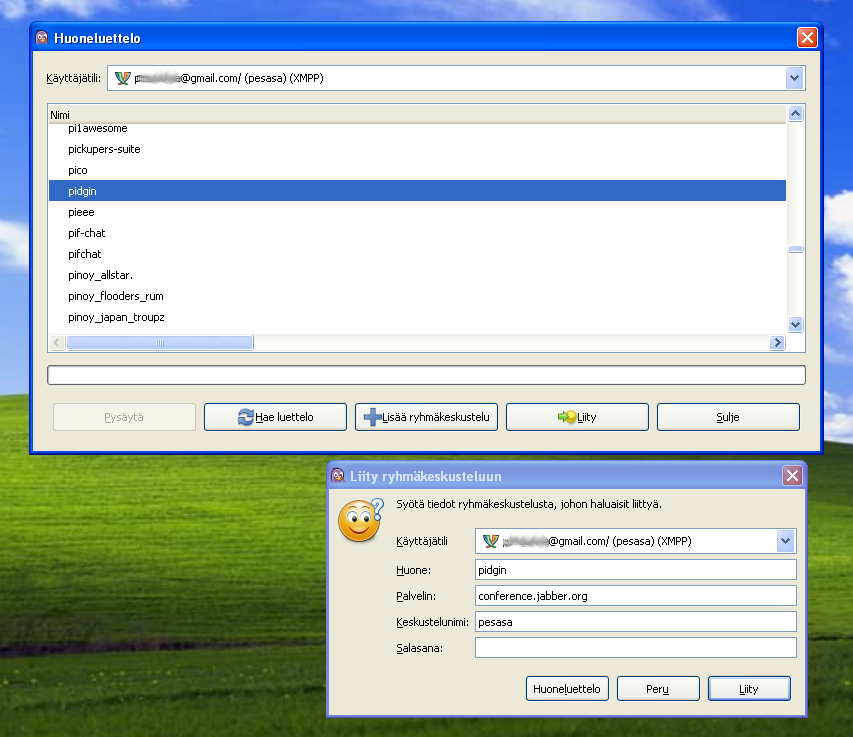 Huoneluettelo
Käyttäjätili: @gmail.com/ (pesasa) (XMPP)
Nimi
pi1awesome
pickupers-suite
pico
pidgin
pieee
pif-chat
pifchat
pinoy_allstar.
pinoy_flooders_rum
pinoy_japan_troupz
Pysäytä Hae luettelo Lisää ryhmäkeskustelu Liity Sulje
Liity ryhmäkeskusteluun
Syötä tiedot ryhmäkeskustelusta, johon haluaisit liittyä.
Käyttäjätili @gmail.com/ (pesasa) (XMPP)
Huone: pidgin
Palvelin: conference.jabber.org
Keskustelunimi: pesasa
Salasana:
Huoneluettelo Peru Liity